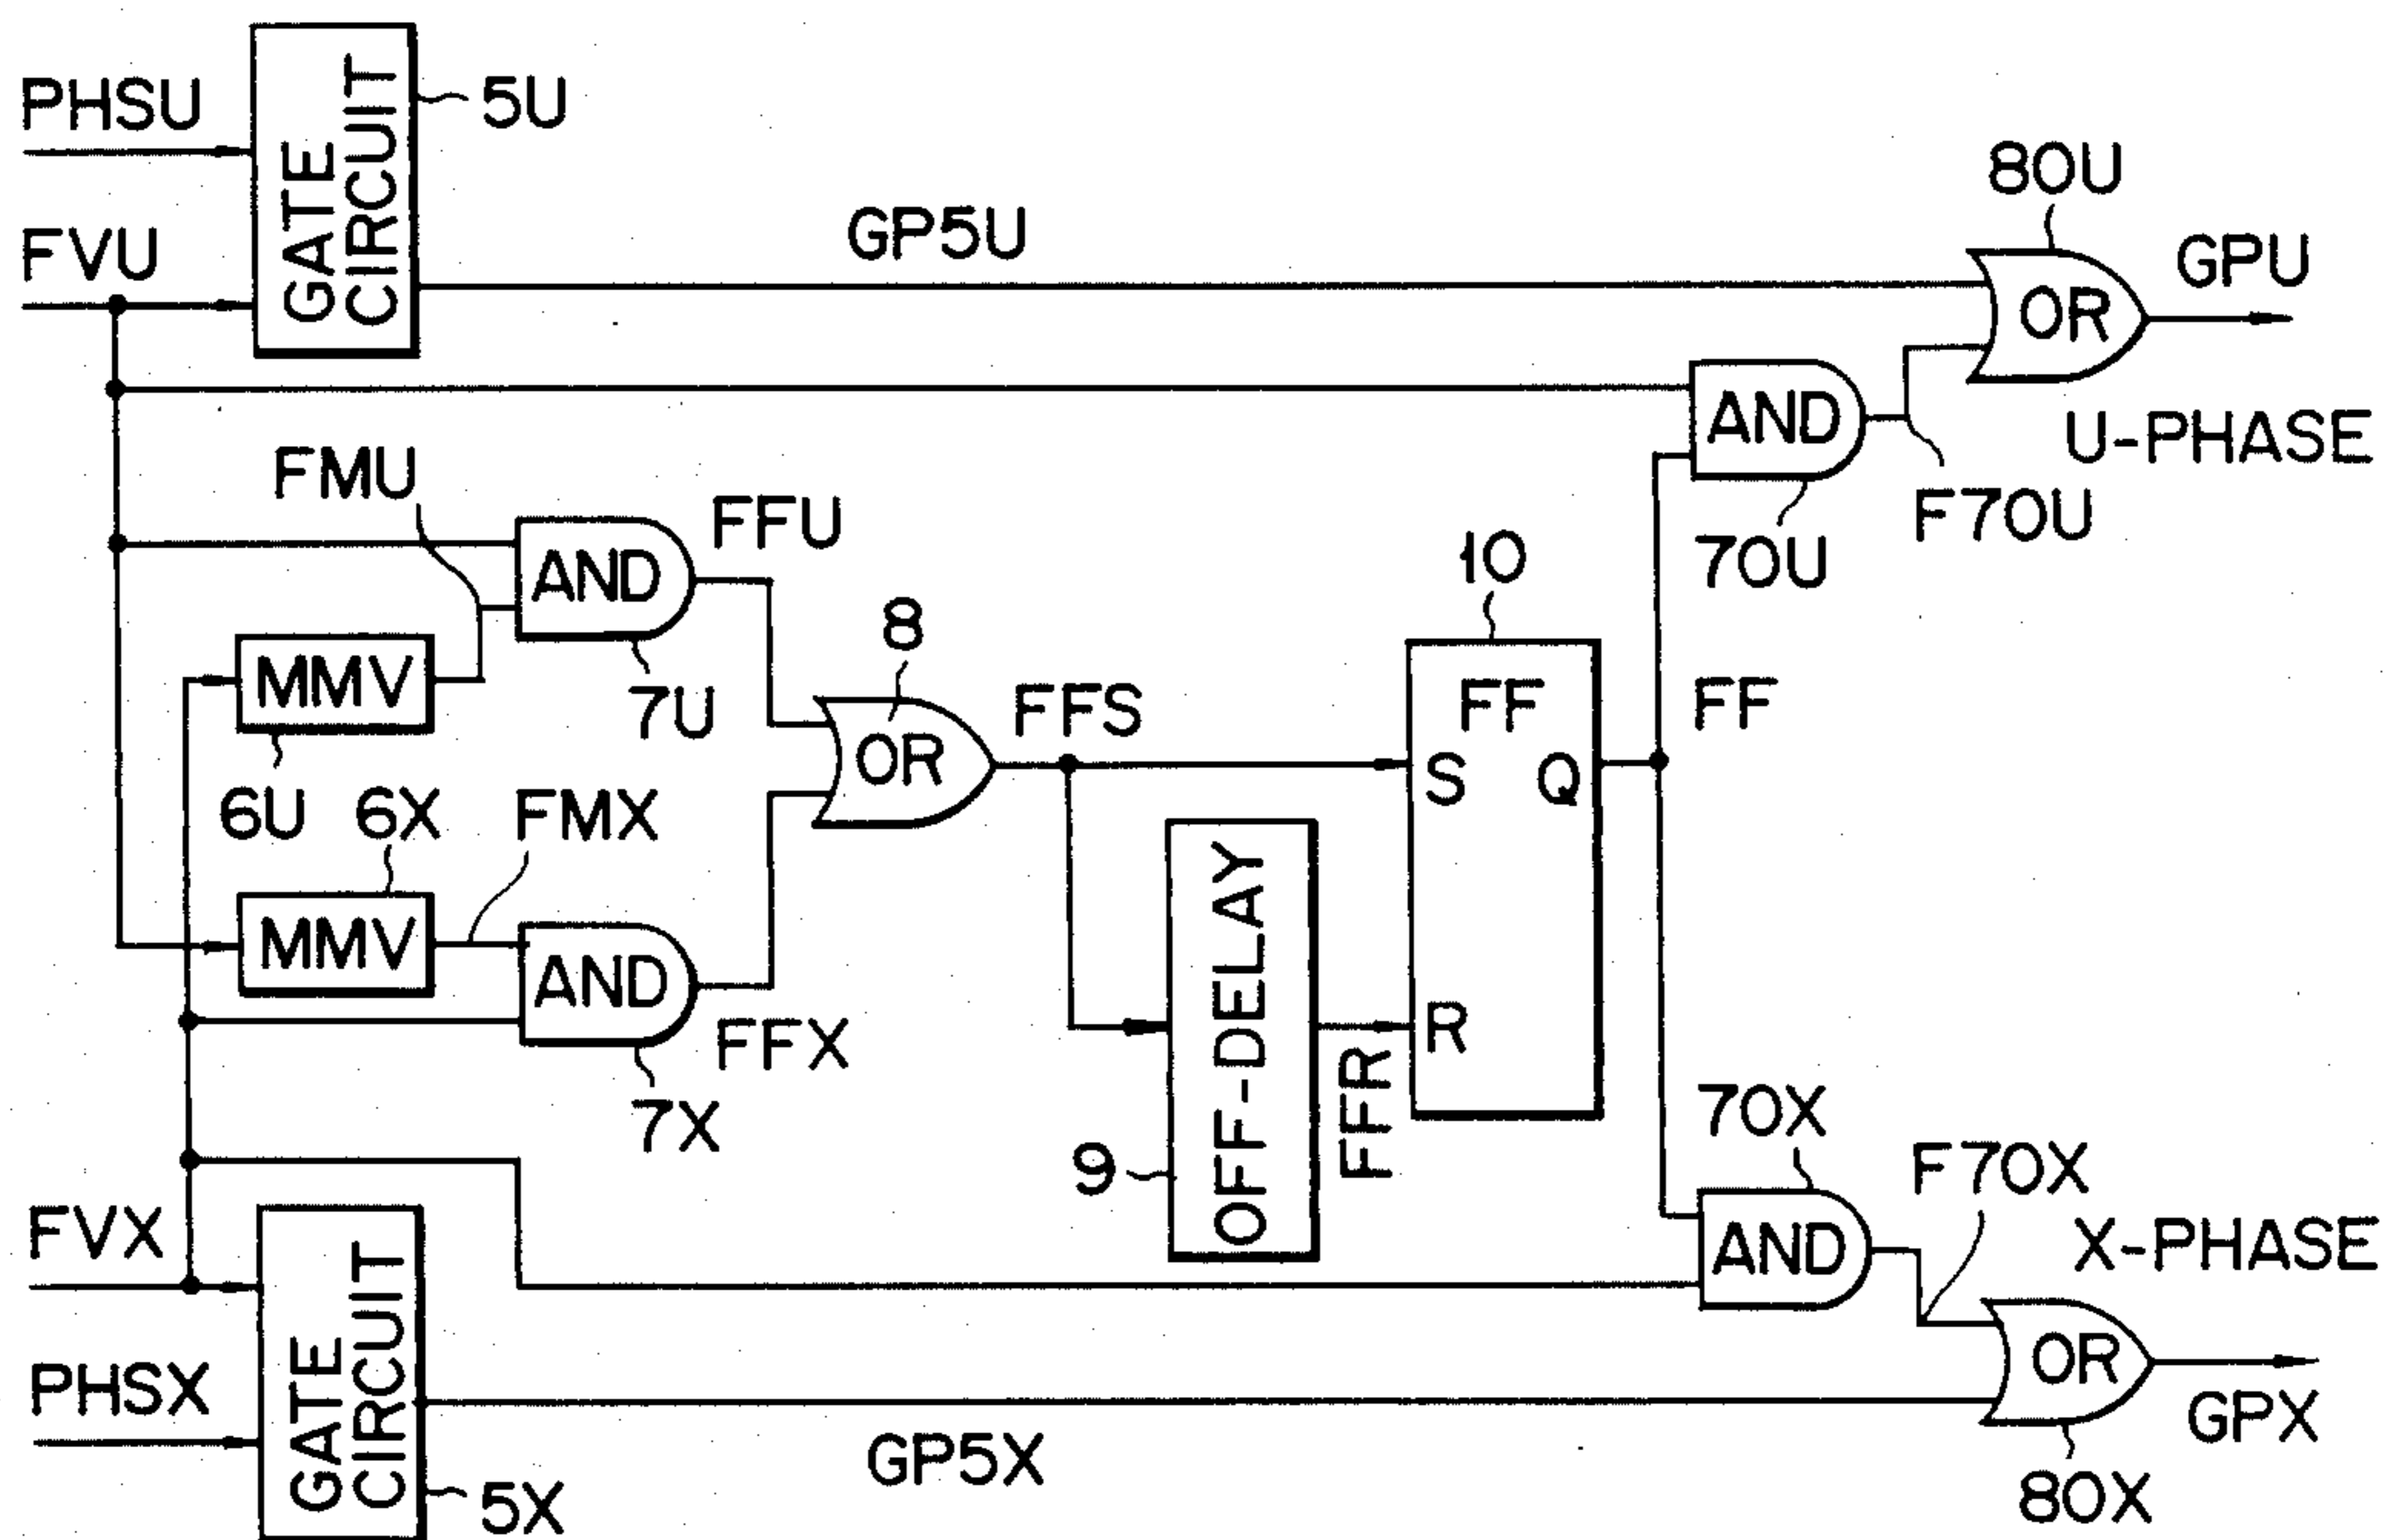 PHSU
FVU
GATE
CIRCUIT
5U
GP5U
80U
OR
GPU
U-PHASE
AND
70U
F70U
FMU
AND
FFU
7U
MMV
6U
6X
FMX
MMV
AND
FFX
7X
8
OR
FFS
10
FF
S
Q
R
FF
OFF-DELAY
9
FFR
70X
AND
F70X
X-PHASE
FVX
PHSX
GATE
CIRCUIT
5X
GP5X
OR
GPX
80X